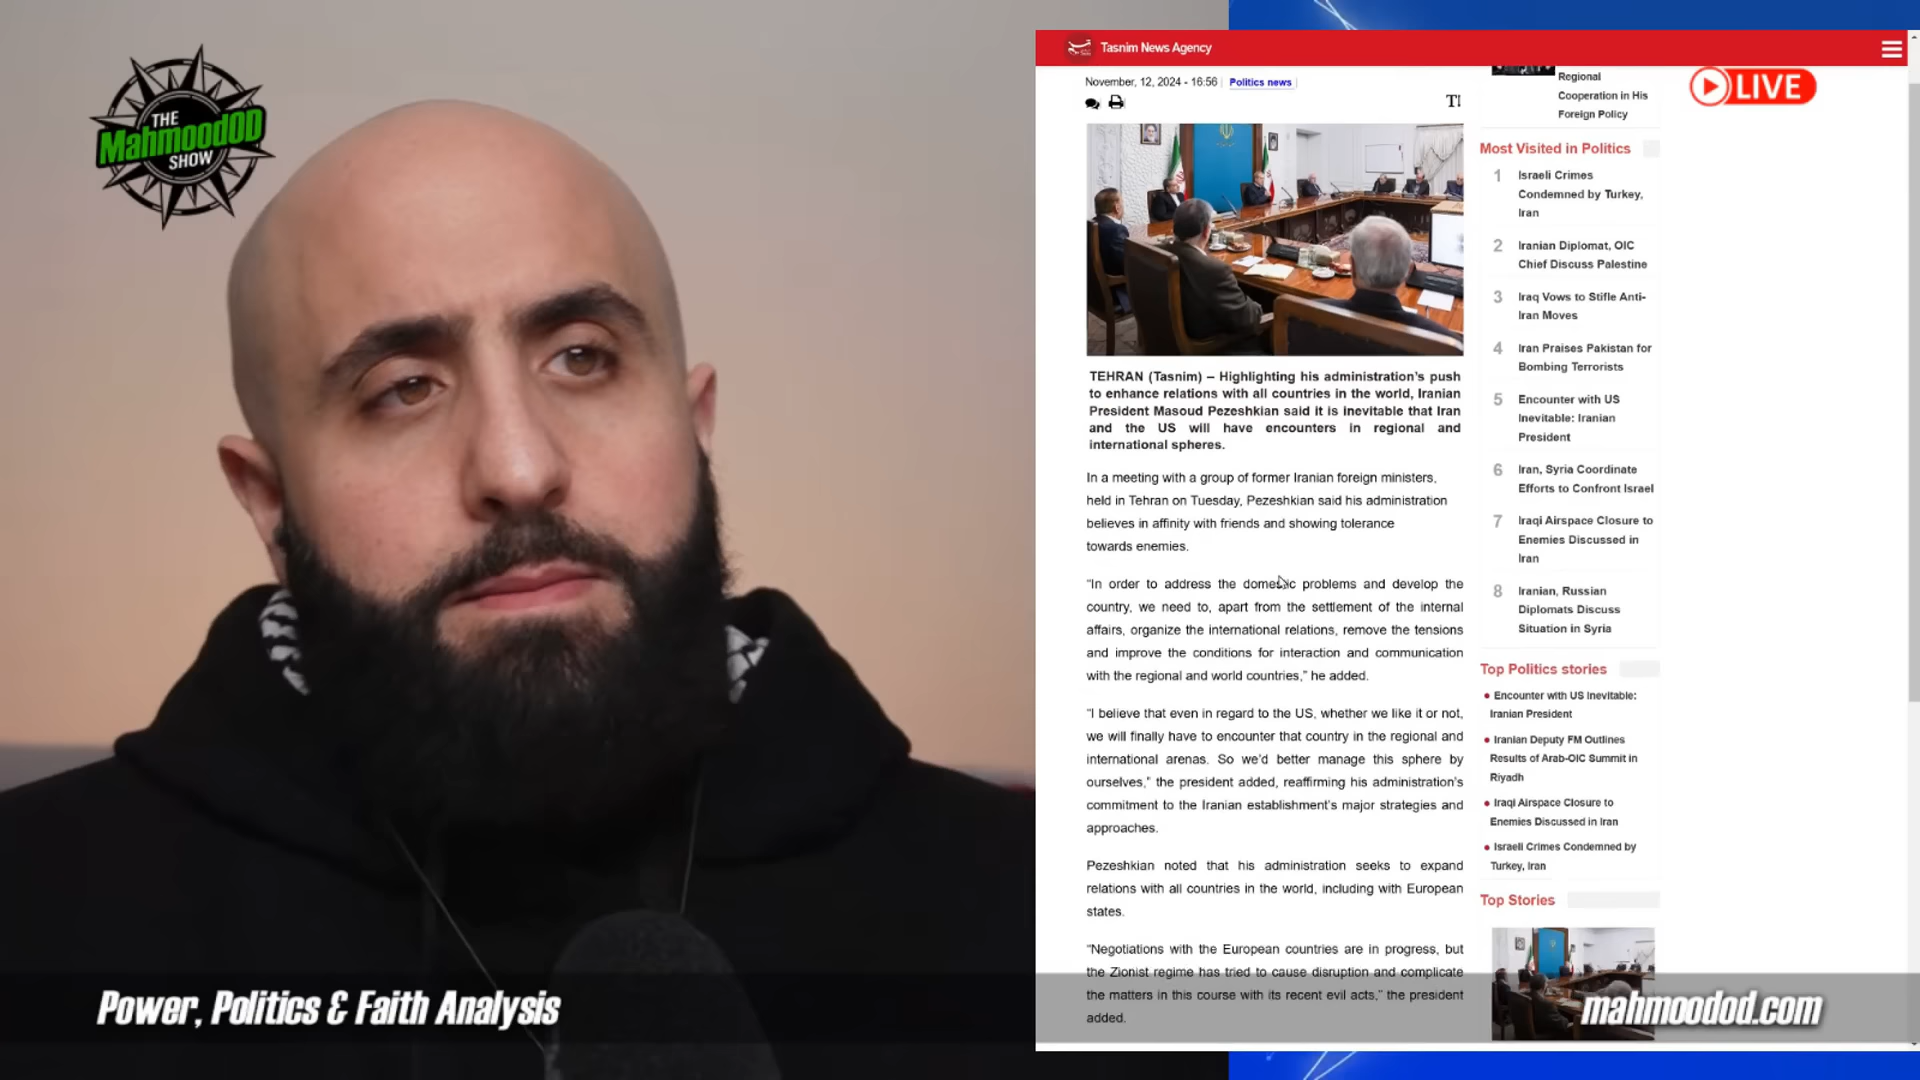 THE
MahmoodOD
SHOW
Power, Politics & Faith Analysis
Tasnim News Agency
November, 12, 2024 - 16:56
Politics news
T!
TEHRAN (Tasnim) – Highlighting his administration's push
to enhance relations with all countries in the world, Iranian
President Masoud Pezeshkian said it is inevitable that Iran
and the US will have encounters in regional and
international spheres.
In a meeting with a group of former Iranian foreign ministers,
held in Tehran on Tuesday, Pezeshkian said his administration
believes in affinity with friends and showing tolerance
towards enemies.
“In order to address the domestic problems and develop the
country, we need to, apart from the settlement of the internal
affairs, organize the international relations, remove the tensions
and improve the conditions for interaction and communication
with the regional and world countries,” he added.
“I believe that even in regard to the US, whether we like it or not,
we will finally have to encounter that country in the regional and
international arenas. So we'd better manage this sphere by
ourselves,” the president added, reaffirming his administration's
commitment to the Iranian establishment's major strategies and
approaches.
Pezeshkian noted that his administration seeks to expand
relations with all countries in the world, including with European
states.
“Negotiations with the European countries are in progress, but
the Zionist regime has tried to cause disruption and complicate
the matters in this course with its recent evil acts,” the president
added.
Regional
Cooperation in His
Foreign Policy
Most Visited in Politics
1 Israeli Crimes
Condemned by Turkey,
Iran
2 Iranian Diplomat, OIC
Chief Discuss Palestine
3 Iraq Vows to Stifle Anti-
Iran Moves
4 Iran Praises Pakistan for
Bombing Terrorists
5 Encounter with US
Inevitable: Iranian
President
6 Iran, Syria Coordinate
Efforts to Confront Israel
7 Iraqi Airspace Closure to
Enemies Discussed in
Iran
8 Iranian, Russian
Diplomats Discuss
Situation in Syria
Top Politics stories
Encounter with US Inevitable:
Iranian President
Iranian Deputy FM Outlines
Results of Arab-OIC Summit in
Riyadh
Iraqi Airspace Closure to
Enemies Discussed in Iran
Israeli Crimes Condemned by
Turkey, Iran
Top Stories
LIVE
mahmoodod.com